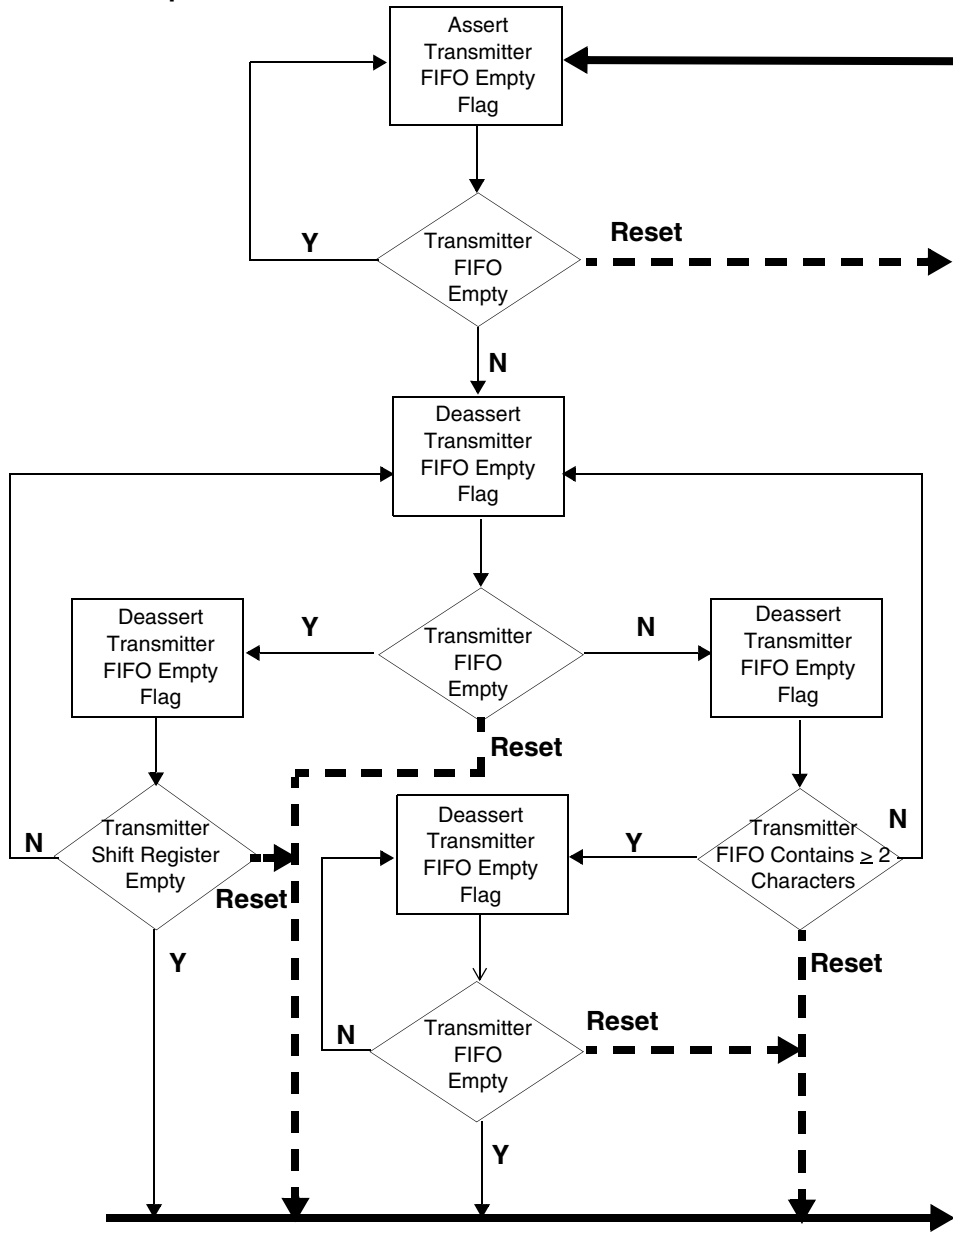 Assert
Transmitter
FIFO Empty
Flag
Transmitter
FIFO
Empty
Y
Reset
N
Deassert
Transmitter
FIFO Empty
Flag
Deassert
Transmitter
FIFO Empty
Flag
Y
Transmitter
FIFO
Empty
N
Deassert
Transmitter
FIFO Empty
Flag
Reset
N
Transmitter
Shift Register
Empty
Reset
Y
Deassert
Transmitter
FIFO Empty
Flag
Y
Transmitter
FIFO Contains ≥ 2
Characters
N
Reset
N
Transmitter
FIFO
Empty
Reset
Y